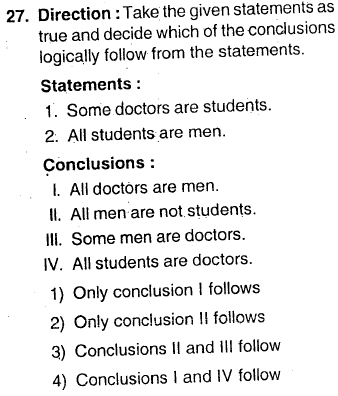 27. Direction : Take the given statements as
true and decide which of the conclusions
logically follow from the statements.
Statements :
1. Some doctors are students.
2. All students are men.
Conclusions :
I. All doctors are men.
II. All men are not students.
III. Some men are doctors.
IV. All students are doctors.
1) Only conclusion I follows
2) Only conclusion II follows
3) Conclusions II and III follow
4) Conclusions I and IV follow